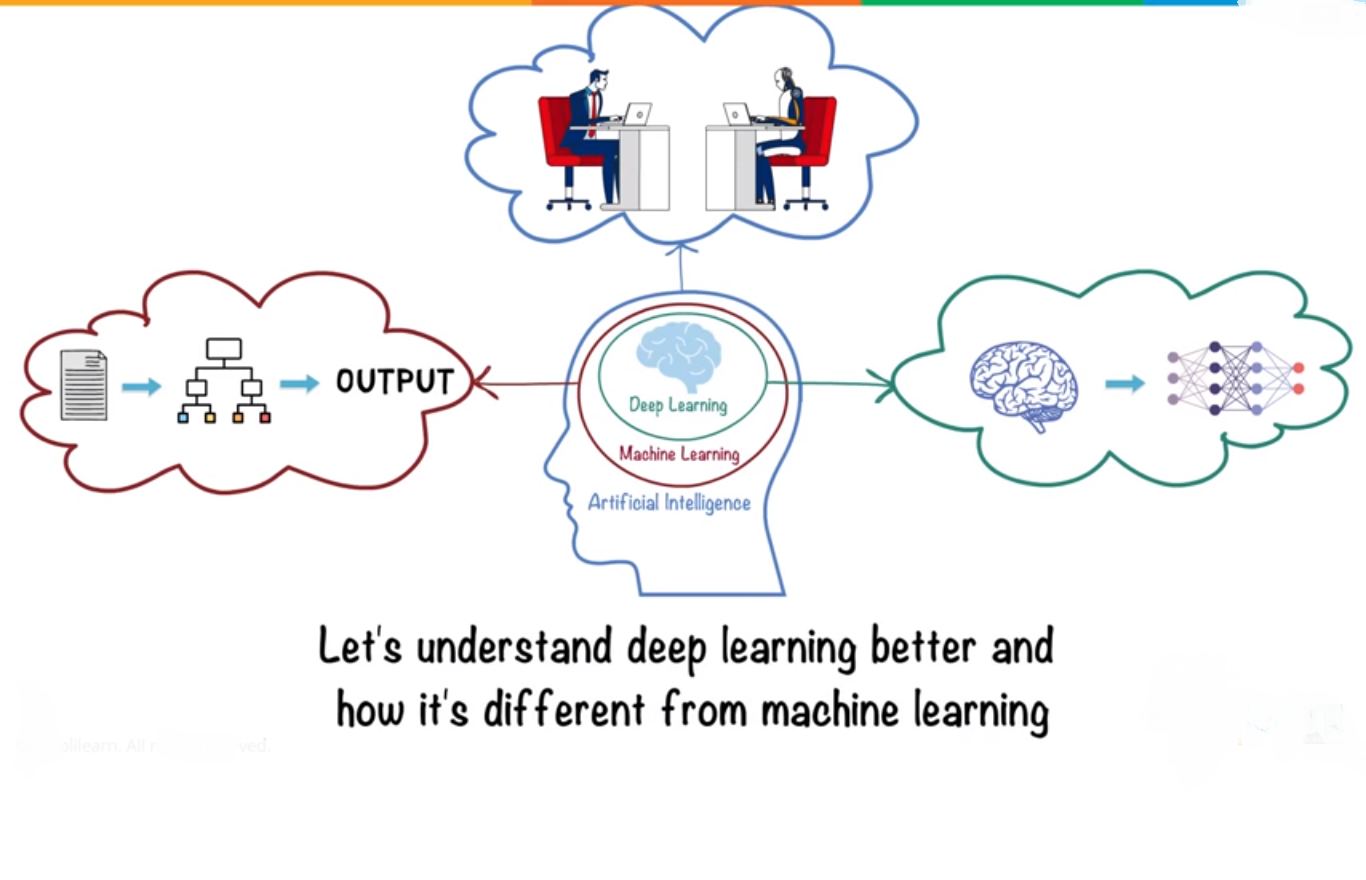 OUTPUT
Deep Learning
Machine Learning
Artificial Intelligence
Let's understand deep learning better and
how it's different from machine learning
All